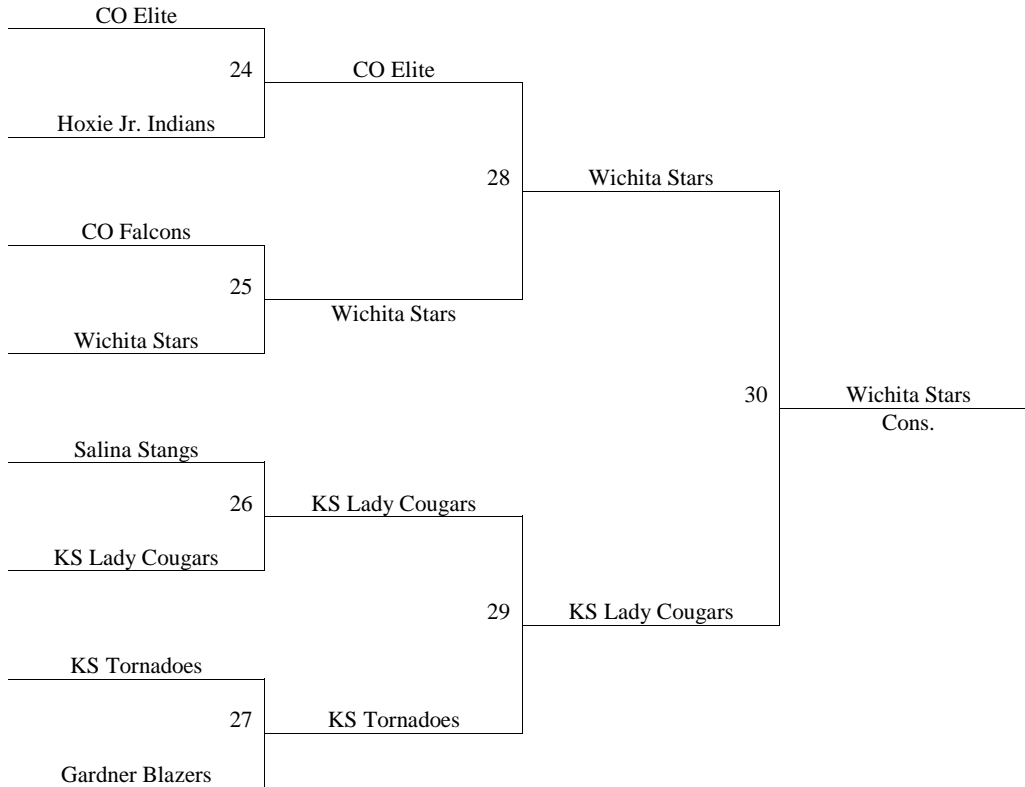 CO Elite
24
CO Elite
Hoxie Jr. Indians
28
Wichita Stars
CO Falcons
25
Wichita Stars
Wichita Stars
30
Wichita Stars
Cons.
Salina Stangs
26
KS Lady Cougars
KS Lady Cougars
29
KS Lady Cougars
KS Tornadoes
27
KS Tornadoes
Gardner Blazers